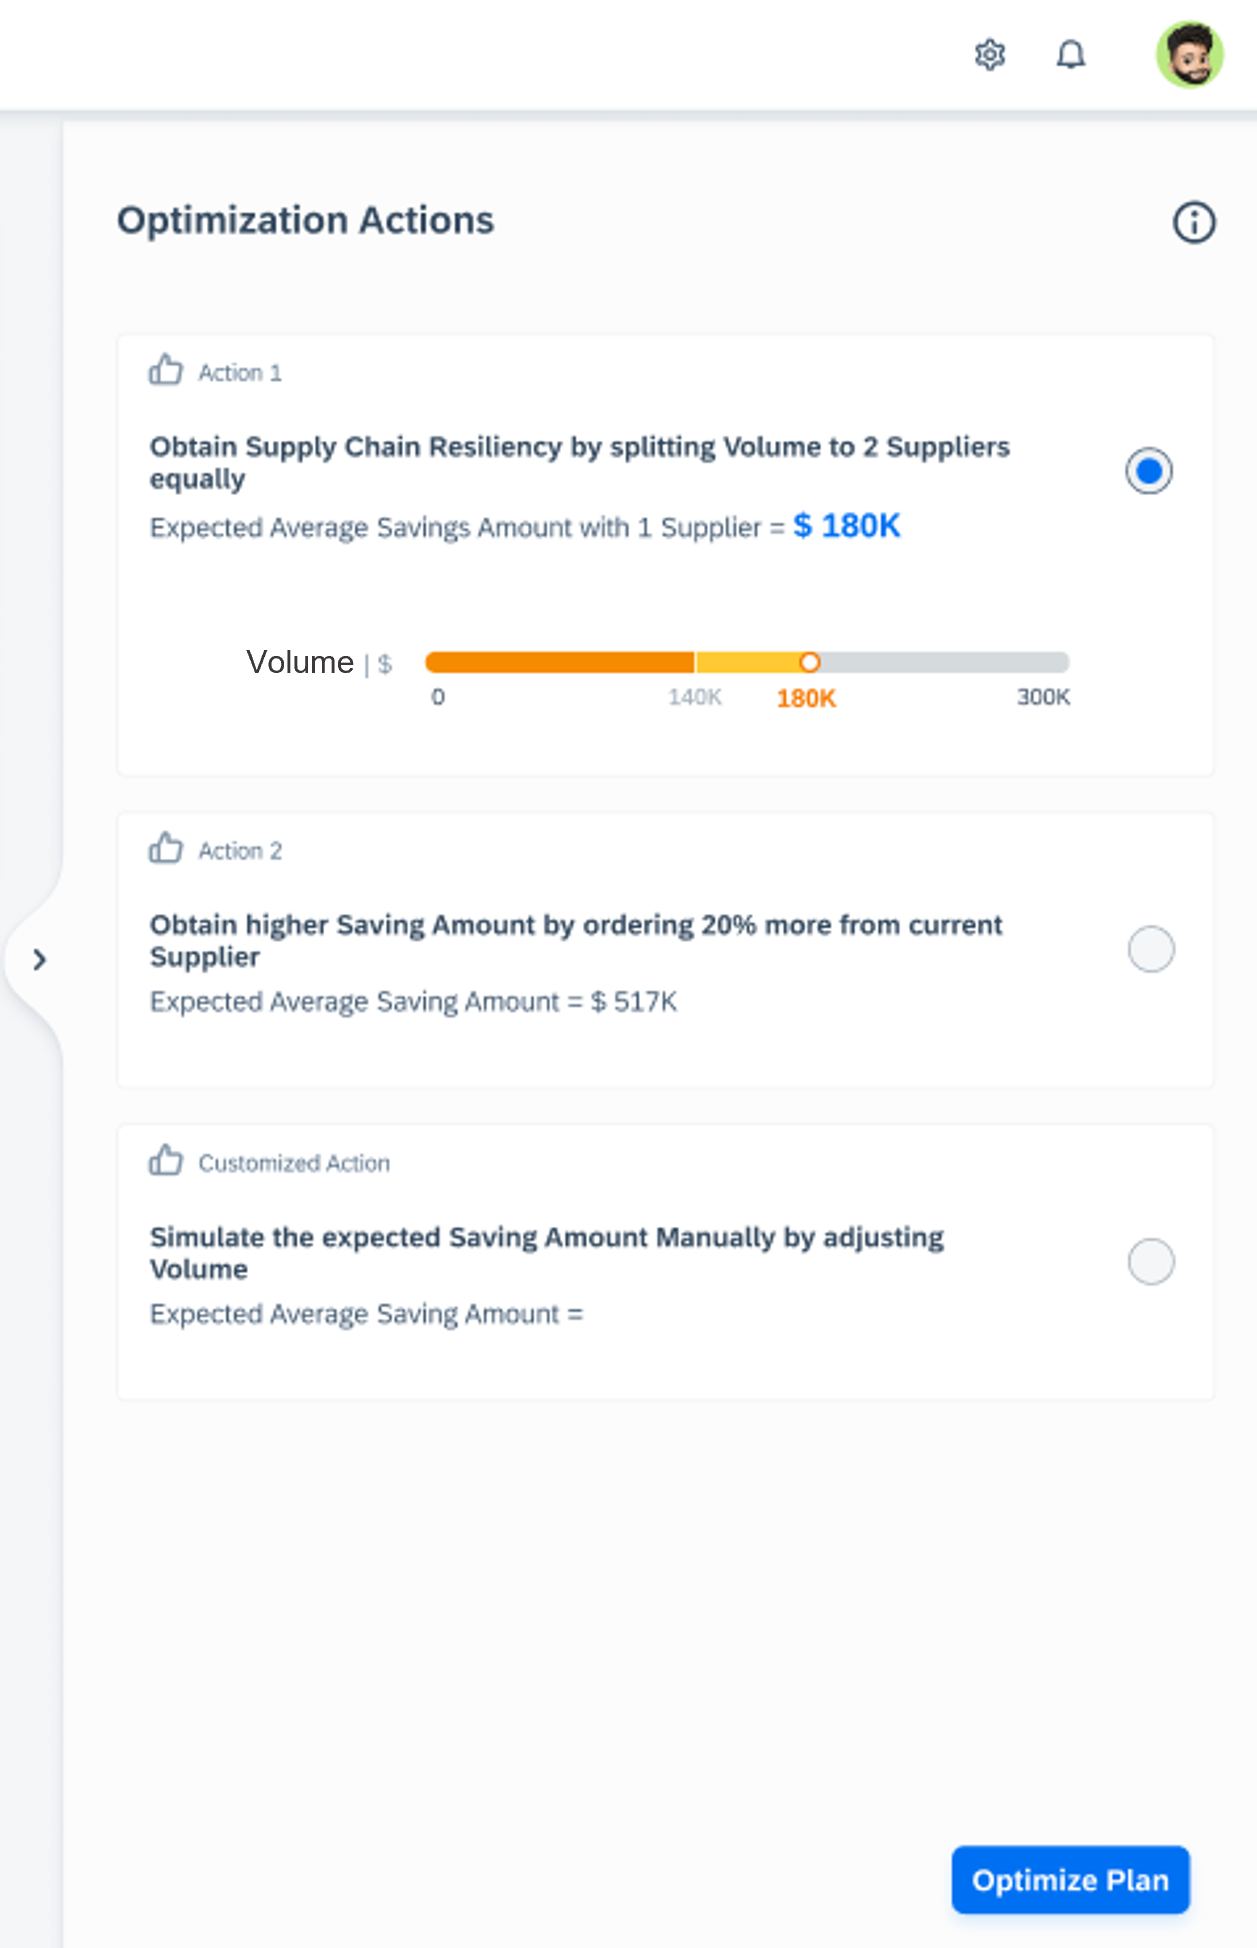 Optimization Actions
Action 1
Obtain Supply Chain Resiliency by splitting Volume to 2 Suppliers
equally
Expected Average Savings Amount with 1 Supplier = $ 180K
Volume | $
0 140K 180K 300K
Action 2
Obtain higher Saving Amount by ordering 20% more from current
Supplier
Expected Average Saving Amount = $ 517K
Customized Action
Simulate the expected Saving Amount Manually by adjusting
Volume
Expected Average Saving Amount =
Optimize Plan